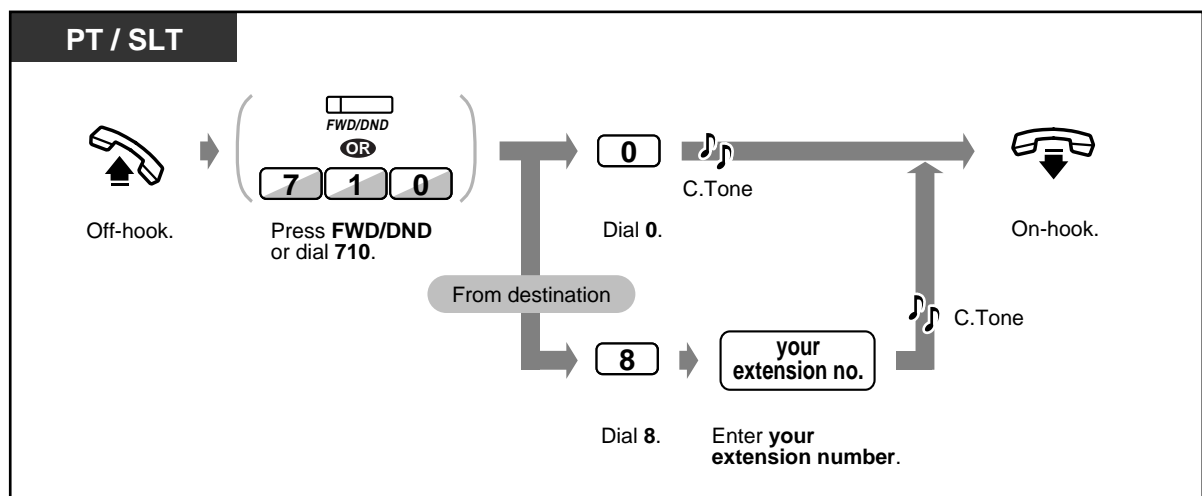 PT / SLT
FWD/DND
OR
7 1 0
0
C.Tone
Off-hook.
Press FWD/DND
or dial 710.
Dial 0.
On-hook.
From destination
C.Tone
8
your
extension no.
Dial 8.
Enter your
extension number.